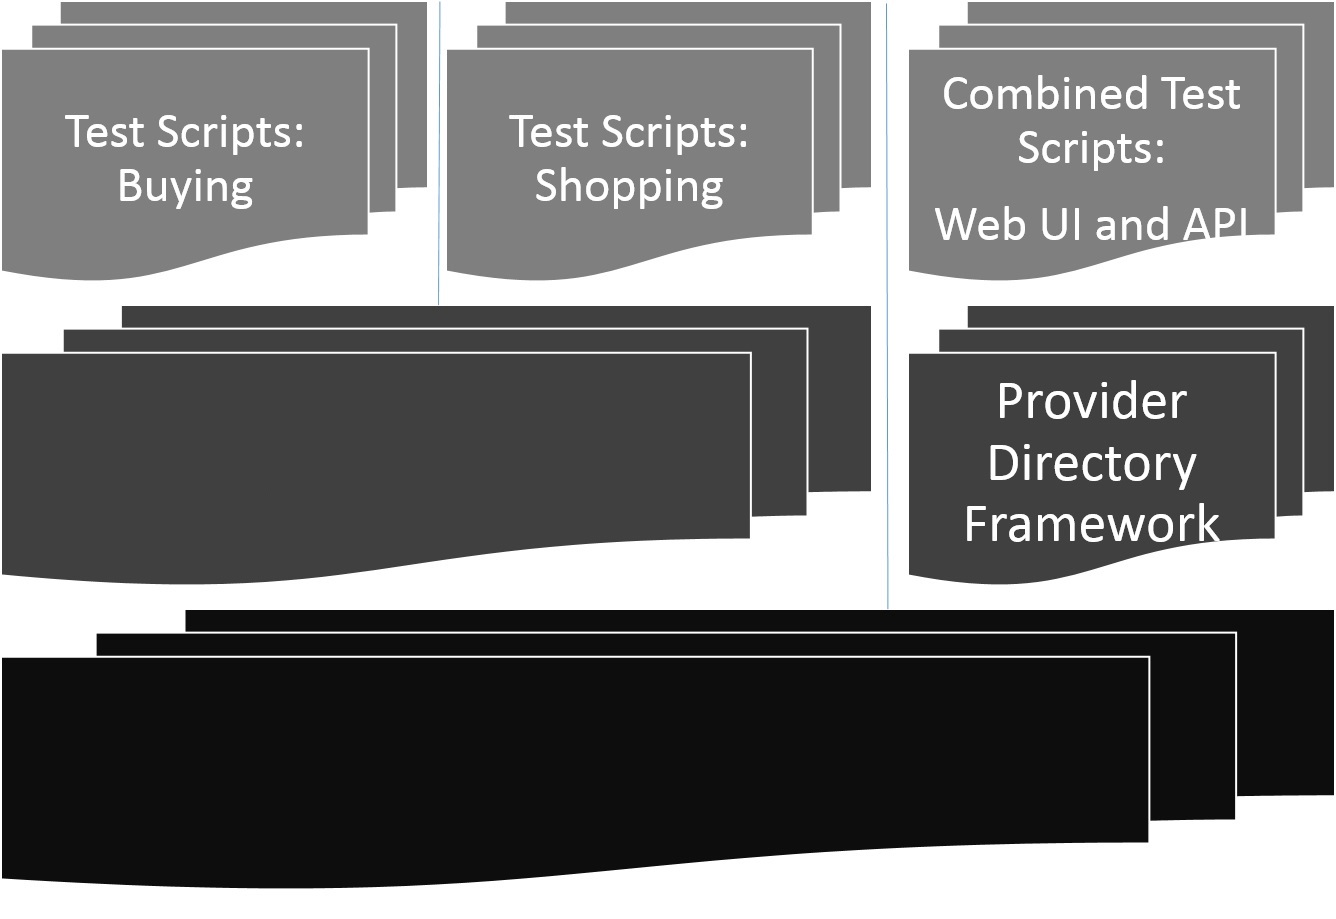 Test Scripts:
Buying
Test Scripts:
Shopping
Combined Test
Scripts:
Web UI and API
Provider
Directory
Framework